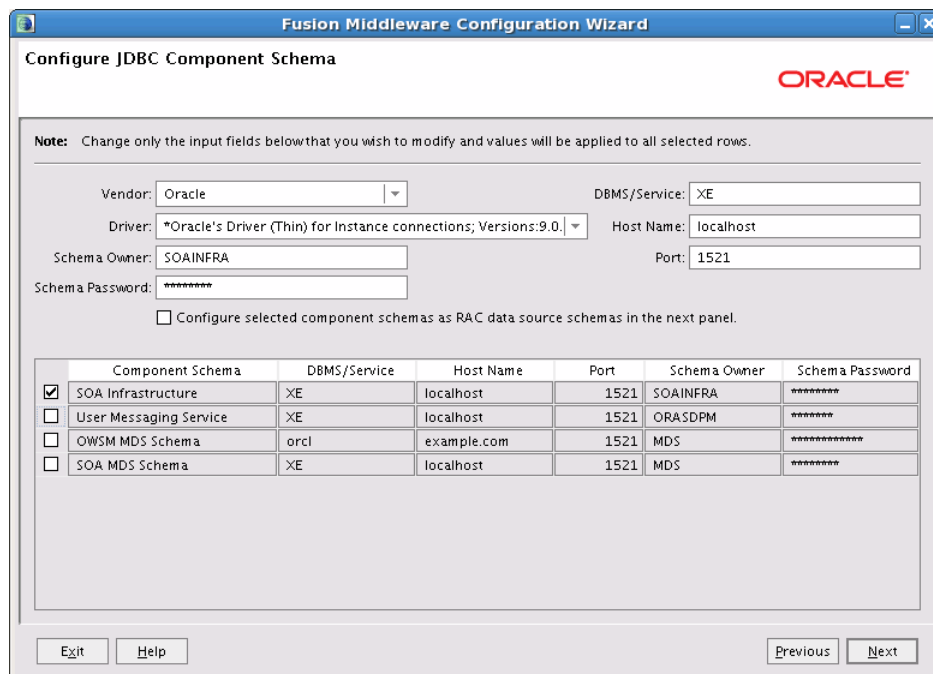 Fusion Middleware Configuration Wizard
Configure JDBC Component Schema
ORACLE
Note: Change only the input fields below that you wish to modify and values will be applied to all selected rows.
Vendor: Oracle DBMS/Service: XE
Driver: *Oracle's Driver (Thin) for Instance connections; Versions:9.0. Host Name: localhost
Schema Owner: SOAINFRA Port: 1521
Schema Password: ********
Configure selected component schemas as RAC data source schemas in the next panel.
Component Schema DBMS/Service Host Name Port Schema Owner Schema Password
SOA Infrastructure XE localhost 1521 SOAINFRA ********
User Messaging Service XE localhost 1521 ORASDPM *******
OWSM MDS Schema orcl example.com 1521 MDS ************
SOA MDS Schema XE localhost 1521 MDS ********
Exit Help Previous Next